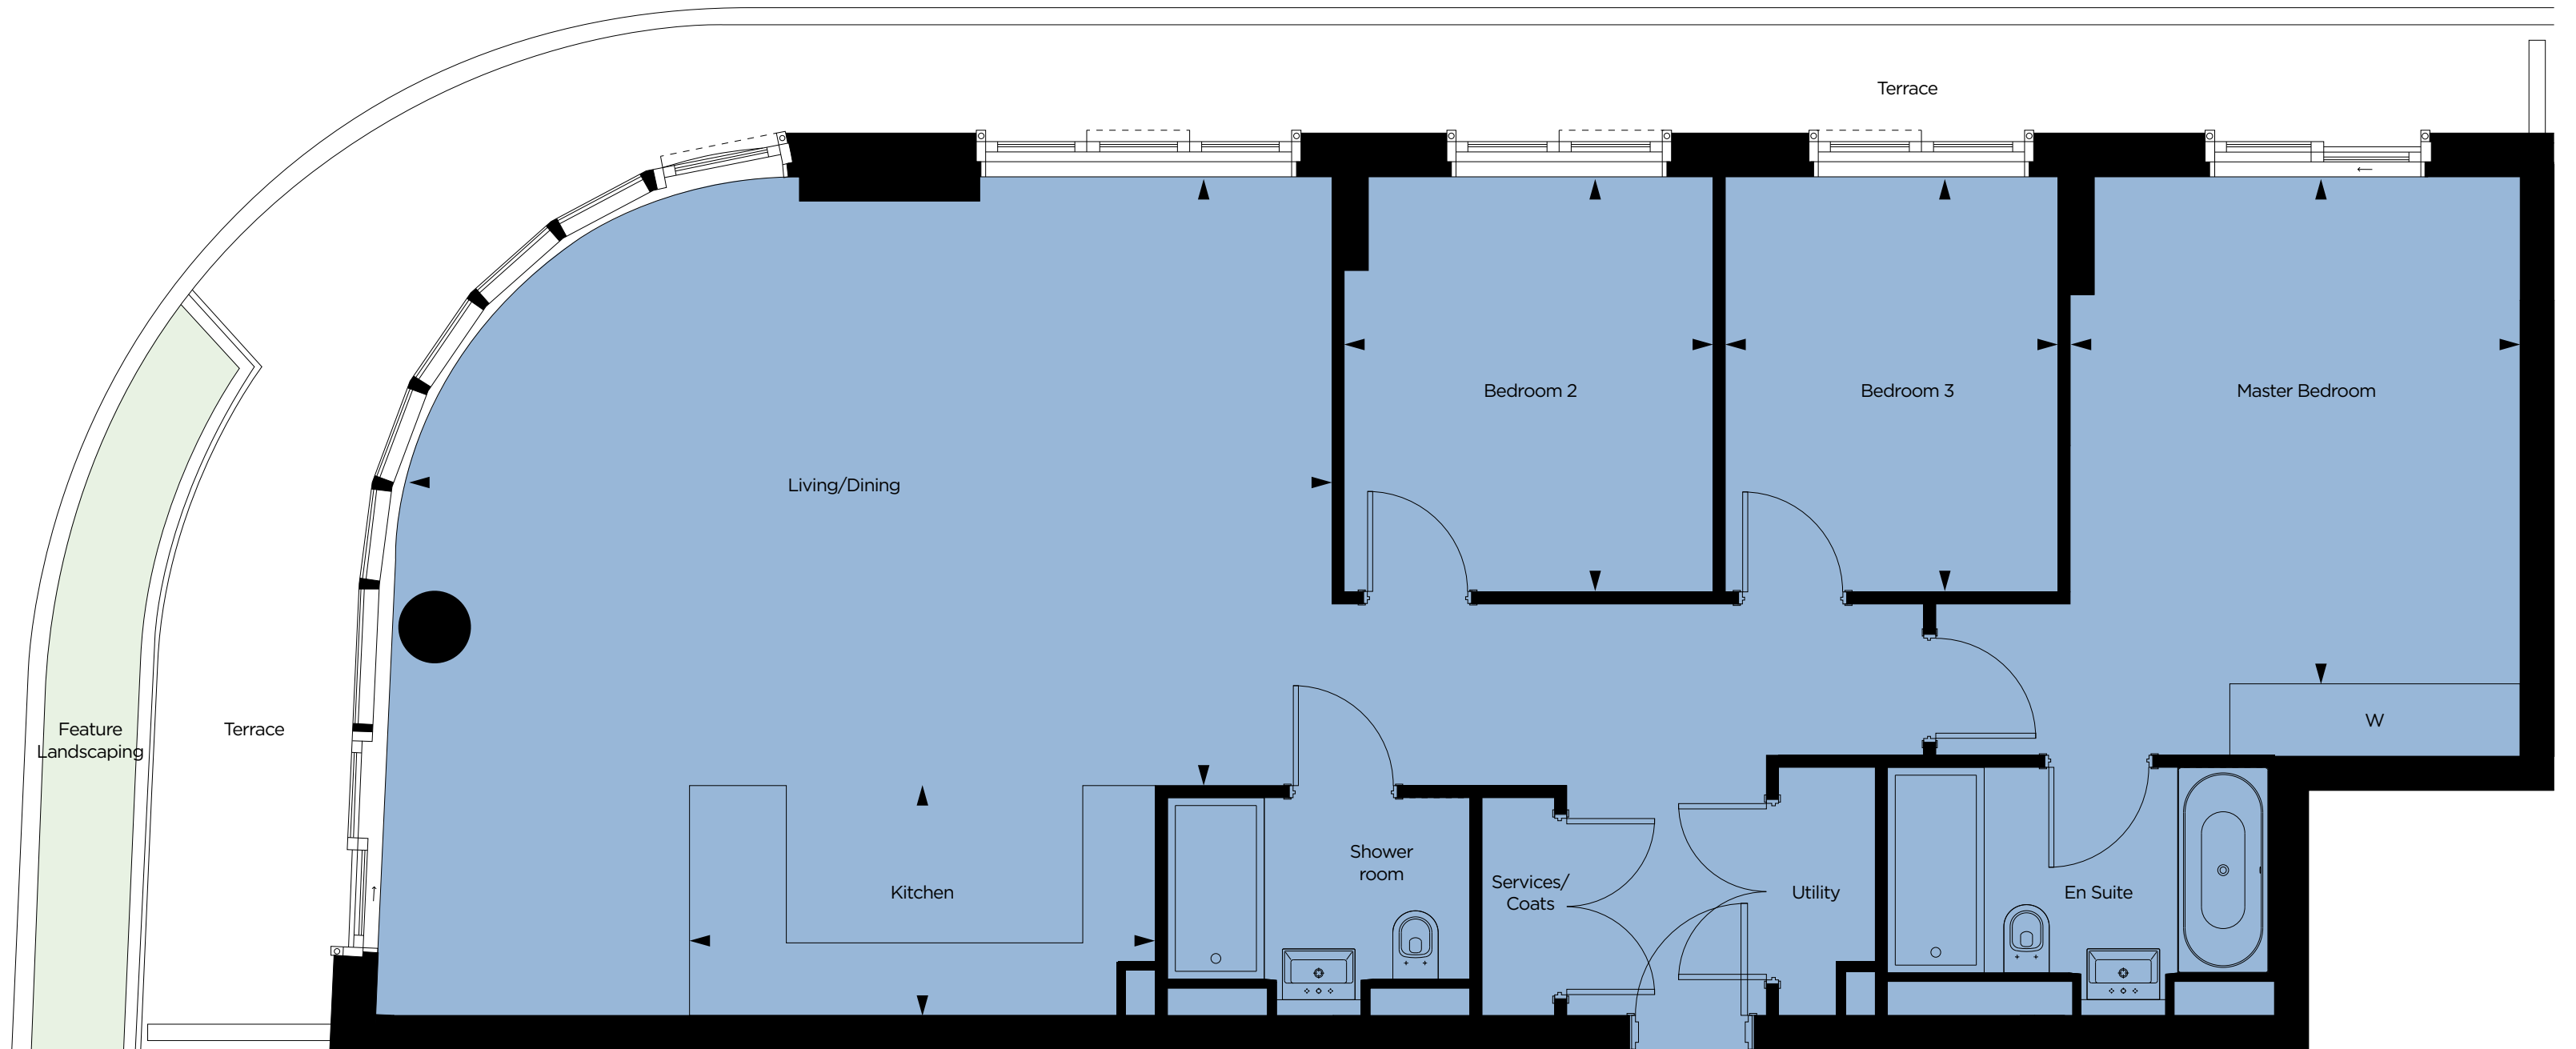 Terrace
Bedroom 2
Bedroom 3
Master Bedroom
Living/Dining
Feature
Landscaping
Terrace
W
Kitchen
Shower
room
Services/
Coats
Utility
En Suite